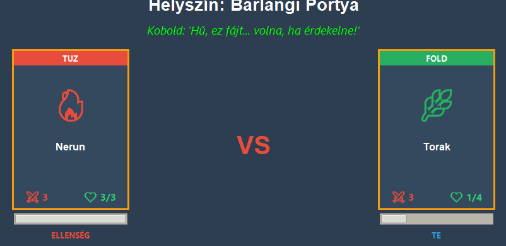 Helyszín: Barlangi Portya
Kobold: 'Hű, ez fájt... volna, ha érdekelne!'
TUZ
FOLD
Nerun
VS
Torak
3 3/3
3 1/4
ELLENSÉG
TE